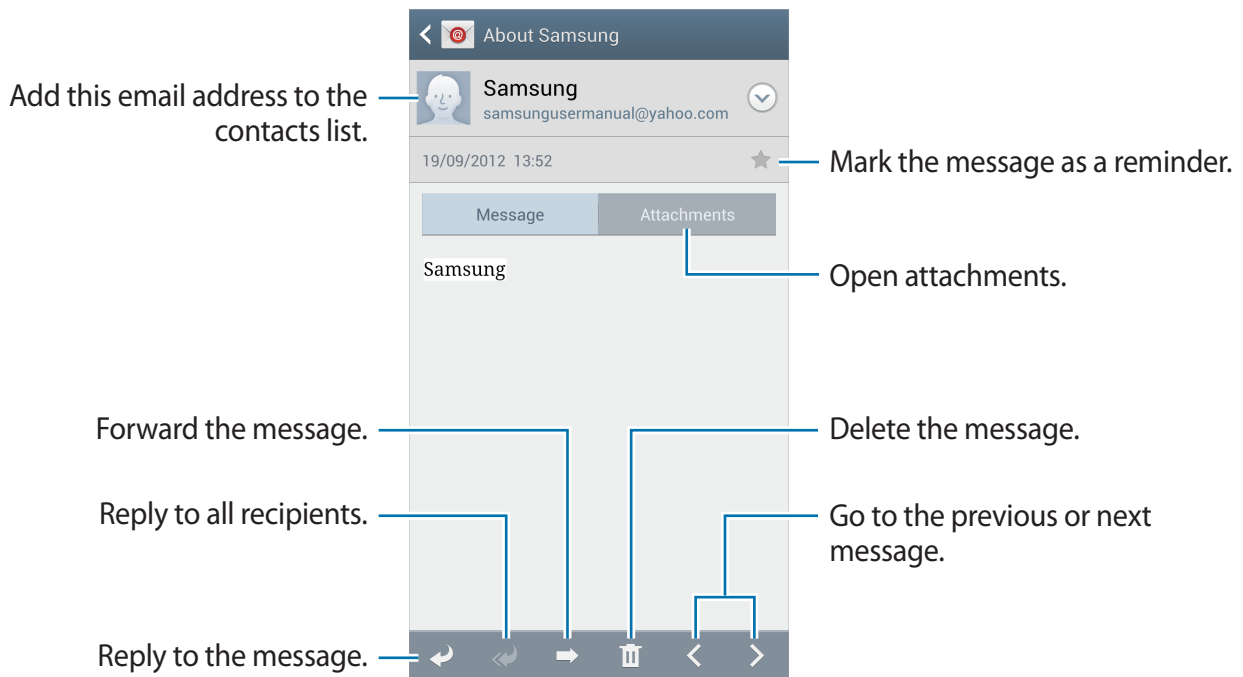 About Samsung
Add this email address to the
contacts list.
Samsung
samsungusermanual@yahoo.com
19/09/2012 13:52
Mark the message as a reminder.
Message
Attachments
Samsung
Open attachments.
Forward the message.
Delete the message.
Reply to all recipients.
Go to the previous or next
message.
Reply to the message.